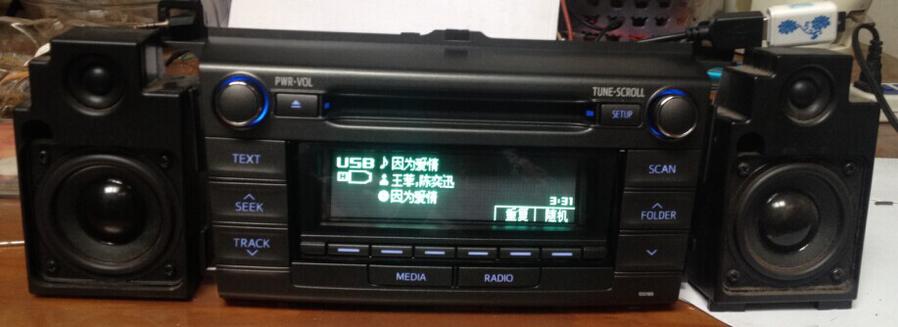 PWR·VOL
TUNE·SCROLL
SETUP
TEXT
SEEK
TRACK
USB ♪ 因为爱情
H 王菲,陈奕迅
因为爱情
3:31
重复 随机
SCAN
FOLDER
MEDIA
RADIO